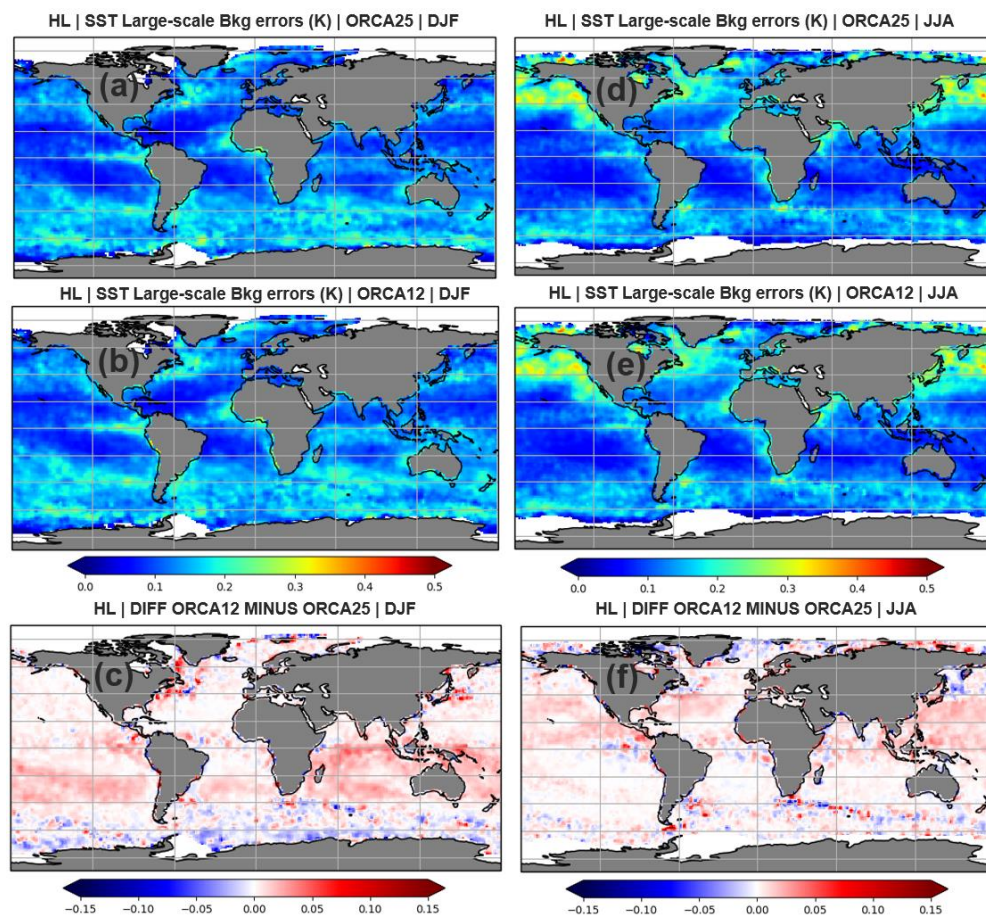 HL | SST Large-scale Bkg errors (K) | ORCA25 | DJF
(a)
HL | SST Large-scale Bkg errors (K) | ORCA25 | JJA
(d)
HL | SST Large-scale Bkg errors (K) | ORCA12 | DJF
(b)
HL | SST Large-scale Bkg errors (K) | ORCA12 | JJA
(e)
0.0 0.1 0.2 0.3 0.4 0.5
0.0 0.1 0.2 0.3 0.4 0.5
HL | DIFF ORCA12 MINUS ORCA25 | DJF
(c)
HL | DIFF ORCA12 MINUS ORCA25 | JJA
(f)
−0.15 −0.10 −0.05 0.00 0.05 0.10 0.15
−0.15 −0.10 −0.05 0.00 0.05 0.10 0.15